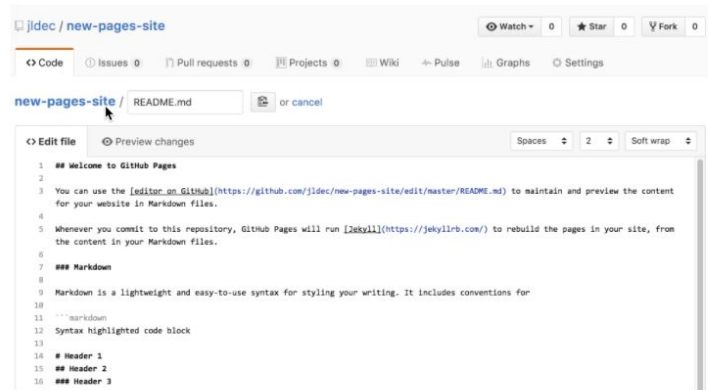 jldec / new-pages-site
Watch 0 Star 0 Fork 0
Code Issues 0 Pull requests 0 Projects 0 Wiki Pulse Graphs Settings
new-pages-site / README.md or cancel
<> Edit file Preview changes Spaces 2 Soft wrap
1 ## Welcome to GitHub Pages
2
3 You can use the [editor on GitHub](https://github.com/jldec/new-pages-site/edit/master/README.md) to maintain and preview the content
for your website in Markdown files.
4
5 Whenever you commit to this repository, GitHub Pages will run [Jekyll](https://jekyllrb.com/) to rebuild the pages in your site, from
the content in your Markdown files.
6
7 ### Markdown
8
9 Markdown is a lightweight and easy-to-use syntax for styling your writing. It includes conventions for
10
11 ```markdown
12 Syntax highlighted code block
13
14 # Header 1
15 ## Header 2
16 ### Header 3